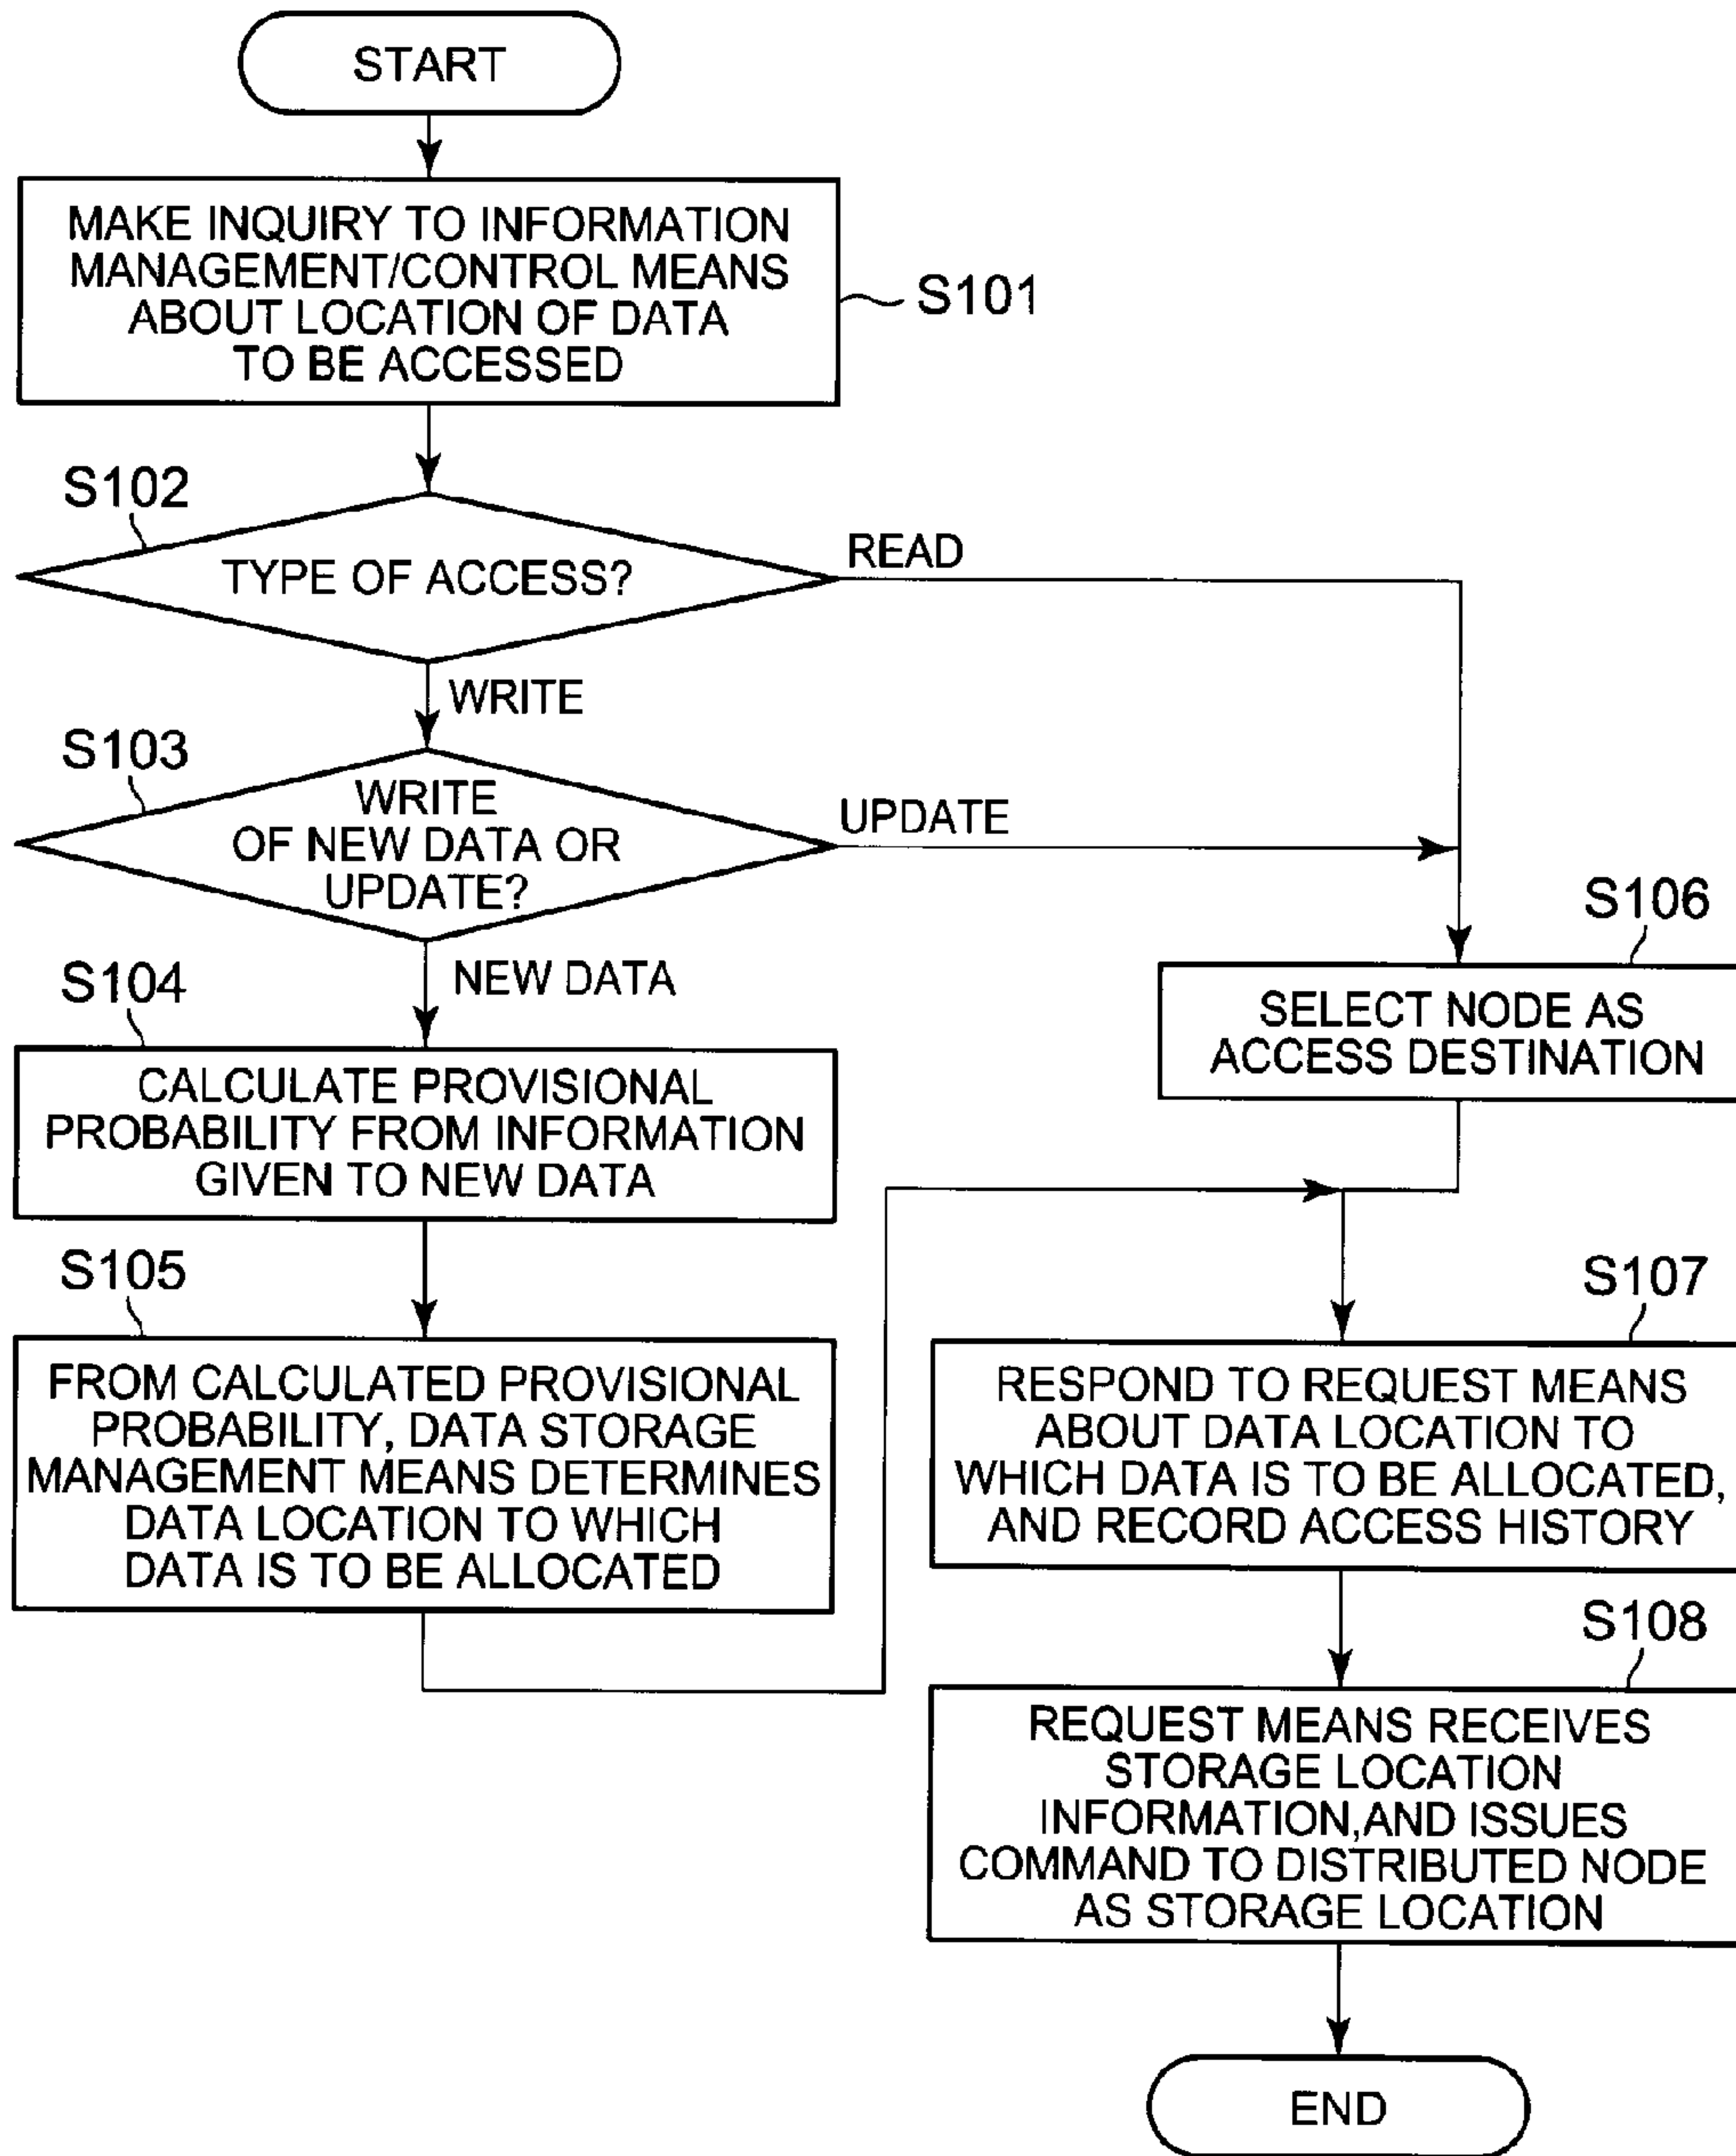 START
MAKE INQUIRY TO INFORMATION
MANAGEMENT/CONTROL MEANS
ABOUT LOCATION OF DATA
TO BE ACCESSED
S101
S102
TYPE OF ACCESS?
READ
WRITE
S103
WRITE
OF NEW DATA OR
UPDATE?
UPDATE
NEW DATA
S104
CALCULATE PROVISIONAL
PROBABILITY FROM INFORMATION
GIVEN TO NEW DATA
S105
FROM CALCULATED PROVISIONAL
PROBABILITY, DATA STORAGE
MANAGEMENT MEANS DETERMINES
DATA LOCATION TO WHICH
DATA IS TO BE ALLOCATED
S106
SELECT NODE AS
ACCESS DESTINATION
S107
RESPOND TO REQUEST MEANS
ABOUT DATA LOCATION TO
WHICH DATA IS TO BE ALLOCATED,
AND RECORD ACCESS HISTORY
S108
REQUEST MEANS RECEIVES
STORAGE LOCATION
INFORMATION,AND ISSUES
COMMAND TO DISTRIBUTED NODE
AS STORAGE LOCATION
END